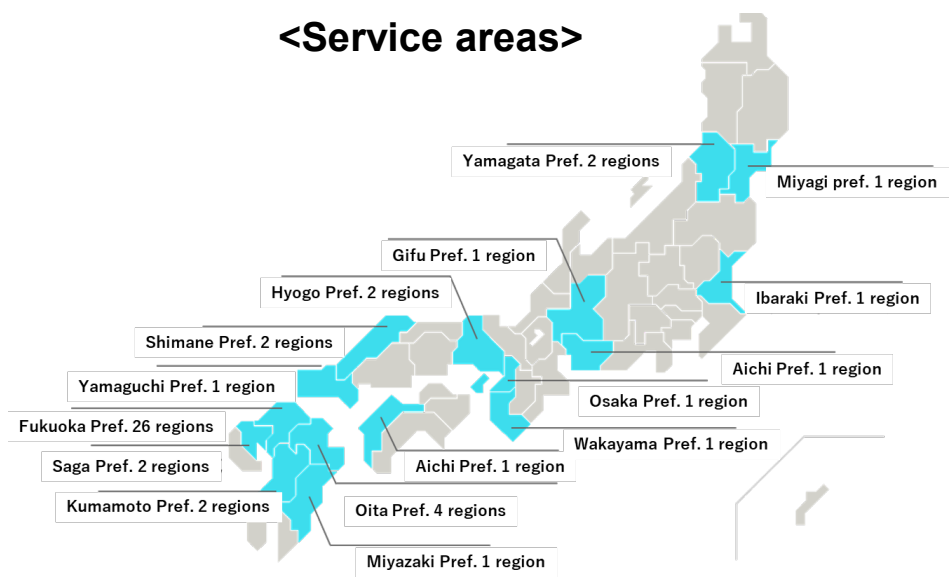 <Service areas>
Yamagata Pref. 2 regions
Miyagi pref. 1 region
Gifu Pref. 1 region
Hyogo Pref. 2 regions
Ibaraki Pref. 1 region
Shimane Pref. 2 regions
Aichi Pref. 1 region
Yamaguchi Pref. 1 region
Osaka Pref. 1 region
Fukuoka Pref. 26 regions
Wakayama Pref. 1 region
Saga Pref. 2 regions
Aichi Pref. 1 region
Kumamoto Pref. 2 regions
Oita Pref. 4 regions
Miyazaki Pref. 1 region